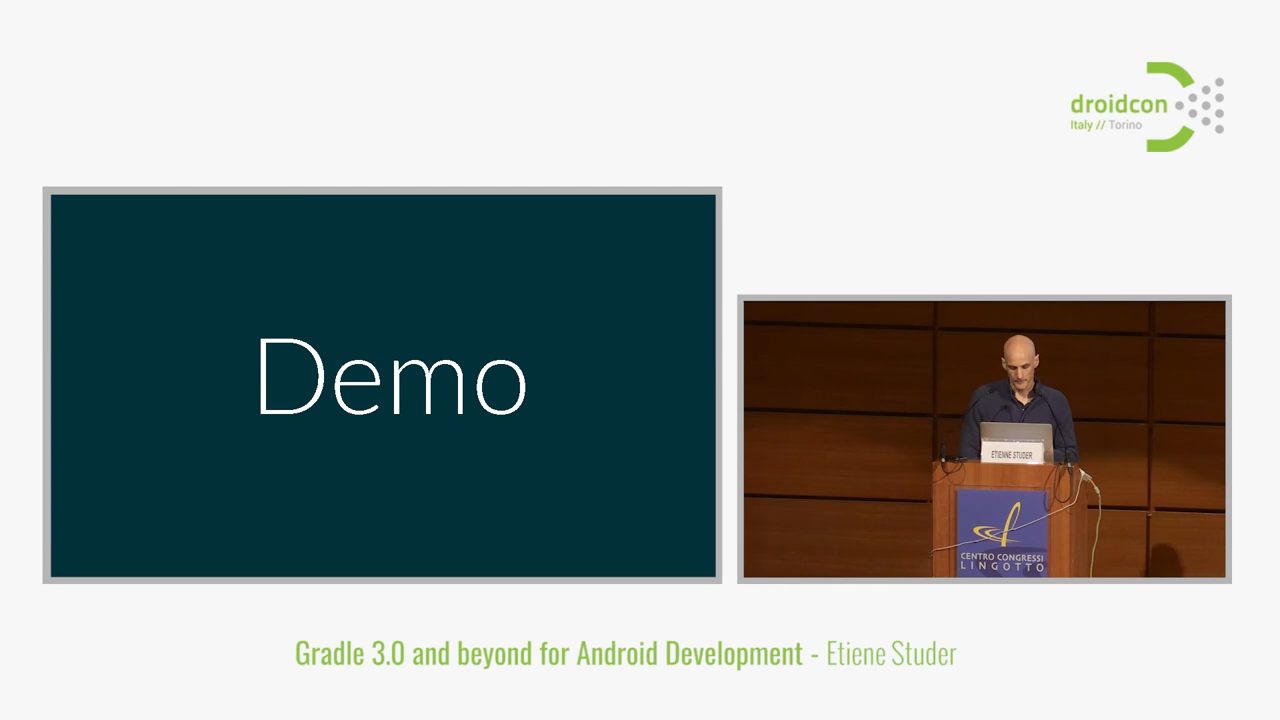 droidcon
Italy // Torino
Demo
ETIENNE STUDER
CENTRO CONGRESSI
LINGOTTO
Gradle 3.0 and beyond for Android Development - Etiene Studer